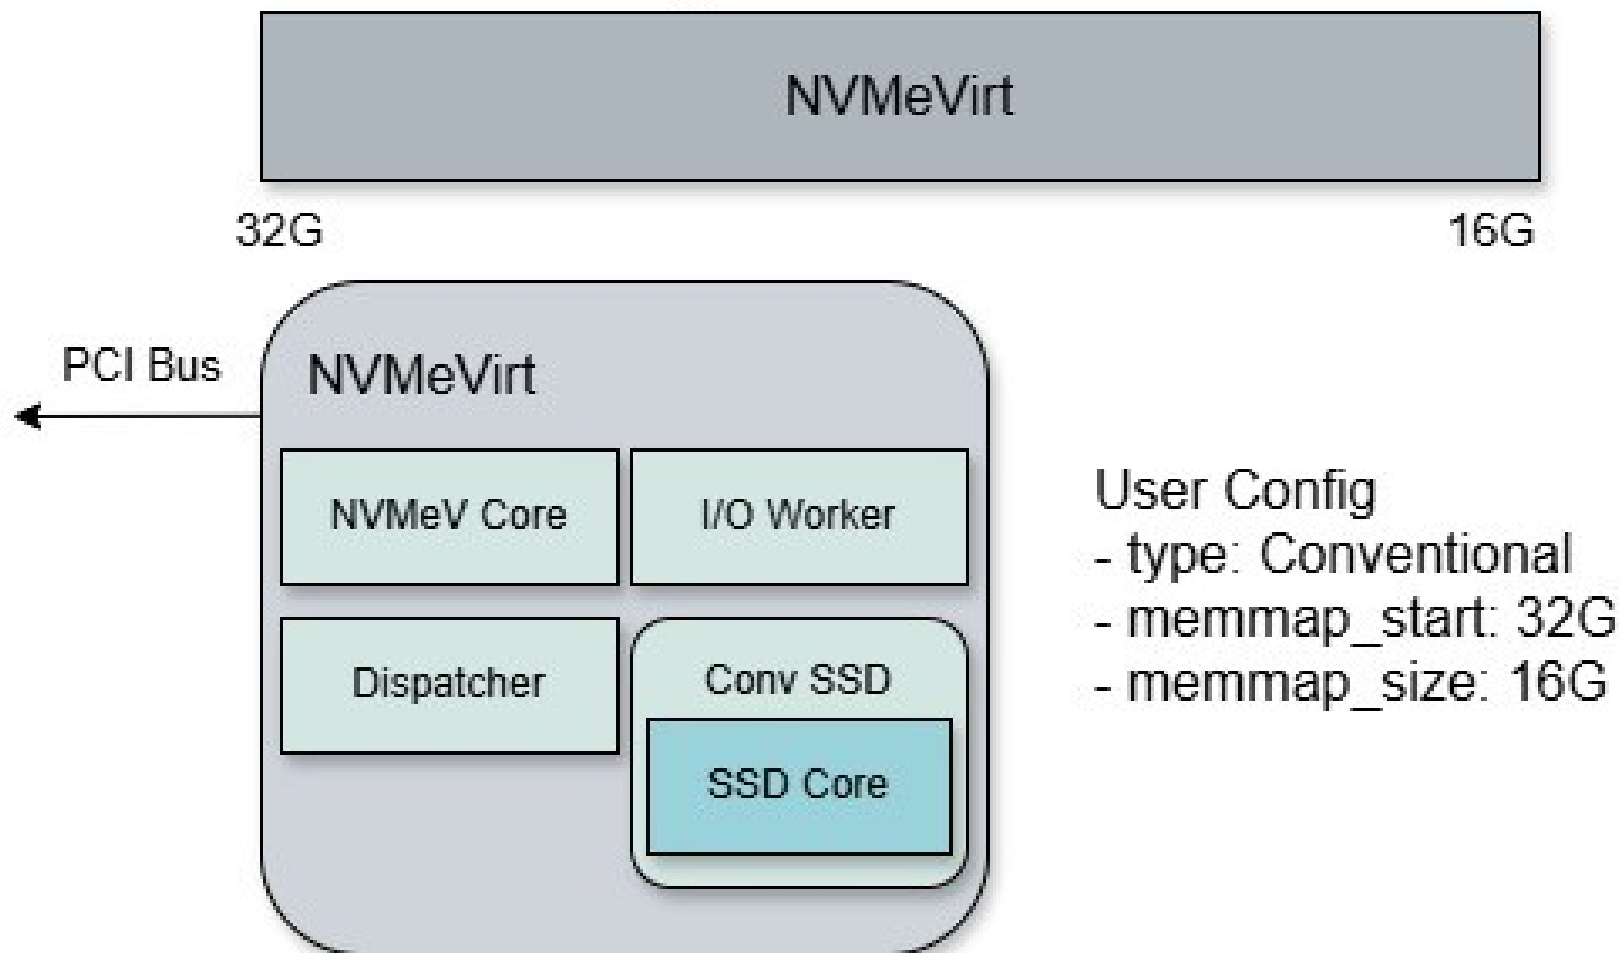 NVMeVirt
32G 16G
PCI Bus
NVMeVirt
NVMeV Core
I/O Worker
Dispatcher
Conv SSD
SSD Core
User Config
- type: Conventional
- memmap_start: 32G
- memmap_size: 16G